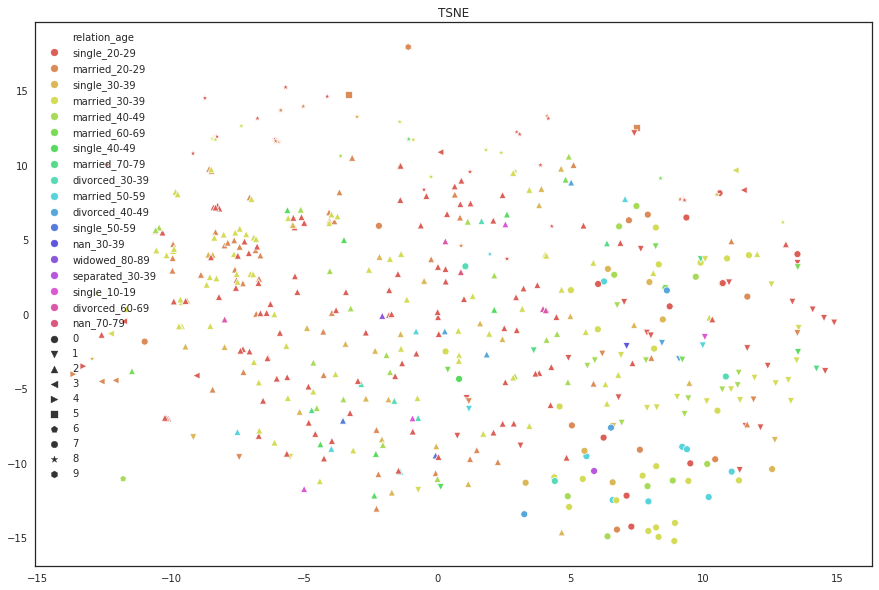 TSNE
relation_age
single_20-29
married_20-29
single_30-39
married_30-39
married_40-49
married_60-69
single_40-49
married_70-79
divorced_30-39
married_50-59
divorced_40-49
single_50-59
nan_30-39
widowed_80-89
separated_30-39
single_10-19
divorced_60-69
nan_70-79
0
1
2
3
4
5
6
7
8
9
15
10
5
0
−5
−10
−15
−15
−10
−5
0
5
10
15